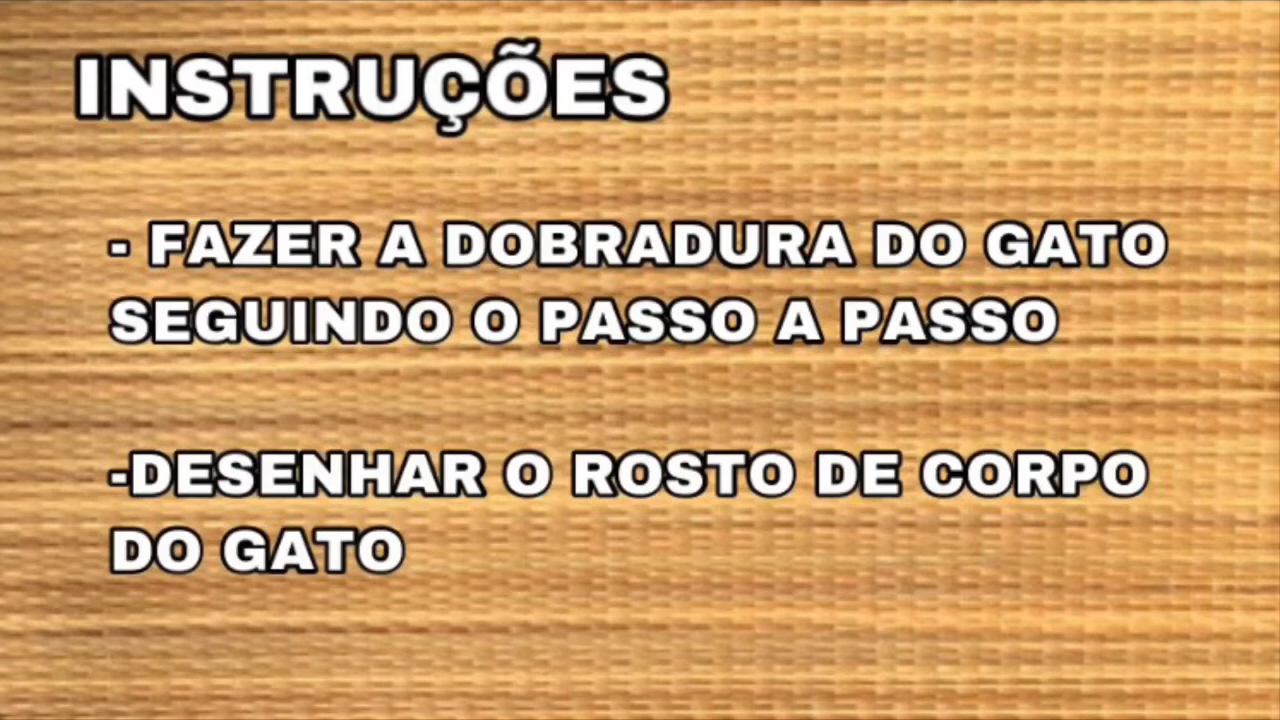 INSTRUÇÕES
- FAZER A DOBRADURA DO GATO
SEGUINDO O PASSO A PASSO
-DESENHAR O ROSTO DE CORPO
DO GATO